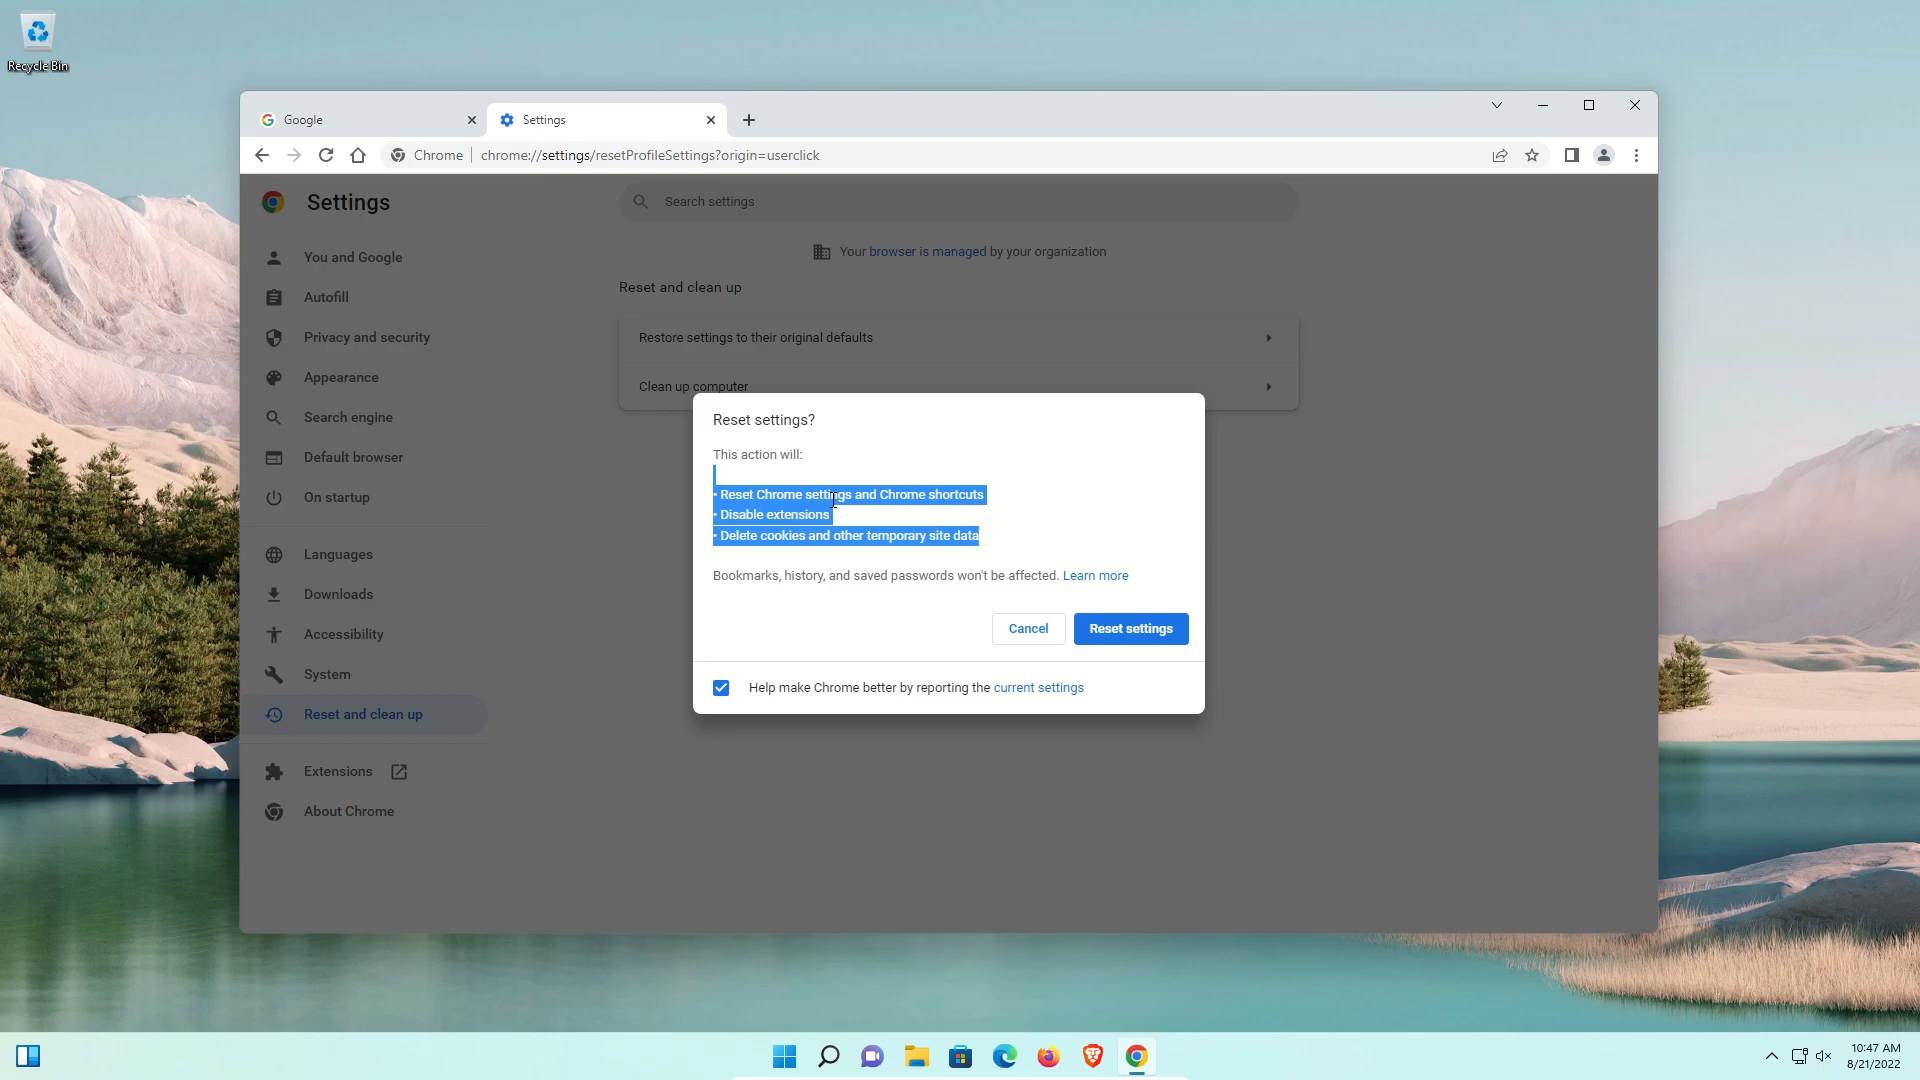 Recycle Bin
Google
Settings
Chrome
chrome://settings/resetProfileSettings?origin=userclick
Settings
Search settings
Your browser is managed by your organization
You and Google
Autofill
Privacy and security
Appearance
Search engine
Default browser
On startup
Languages
Downloads
Accessibility
System
Reset and clean up
Extensions
About Chrome
Reset and clean up
Restore settings to their original defaults
Clean up computer
Reset settings?
This action will:
• Reset Chrome settings and Chrome shortcuts
• Disable extensions
• Delete cookies and other temporary site data
Bookmarks, history, and saved passwords won't be affected. Learn more
Cancel
Reset settings
Help make Chrome better by reporting the current settings
10:47 AM
8/21/2022